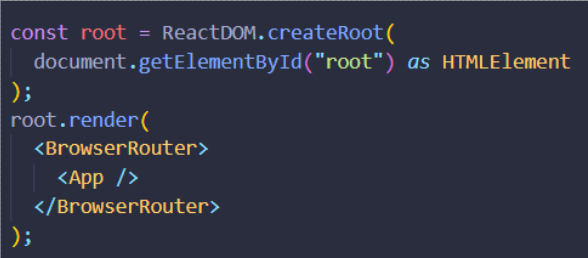 const root = ReactDOM.createRoot(
  document.getElementById("root") as HTMLElement
);
root.render(
  <BrowserRouter>
    <App />
  </BrowserRouter>
);